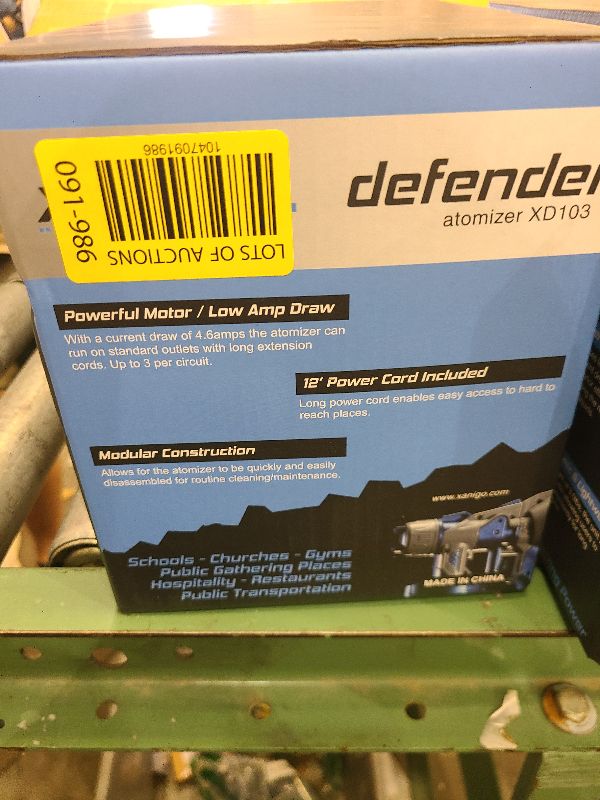 1047091986
091-986
LOTS OF AUCTIONS
defender
atomizer XD103
Powerful Motor / Low Amp Draw
With a current draw of 4.6amps the atomizer can
run on standard outlets with long extension
cords. Up to 3 per circuit.
12' Power Cord Included
Long power cord enables easy access to hard to
reach places.
Modular Construction
Allows for the atomizer to be quickly and easily
disassembled for routine cleaning/maintenance.
www.xanigo.com
Schools - Churches - Gyms
Public Gathering Places
Hospitality - Restaurants
Public Transportation
MADE IN CHINA